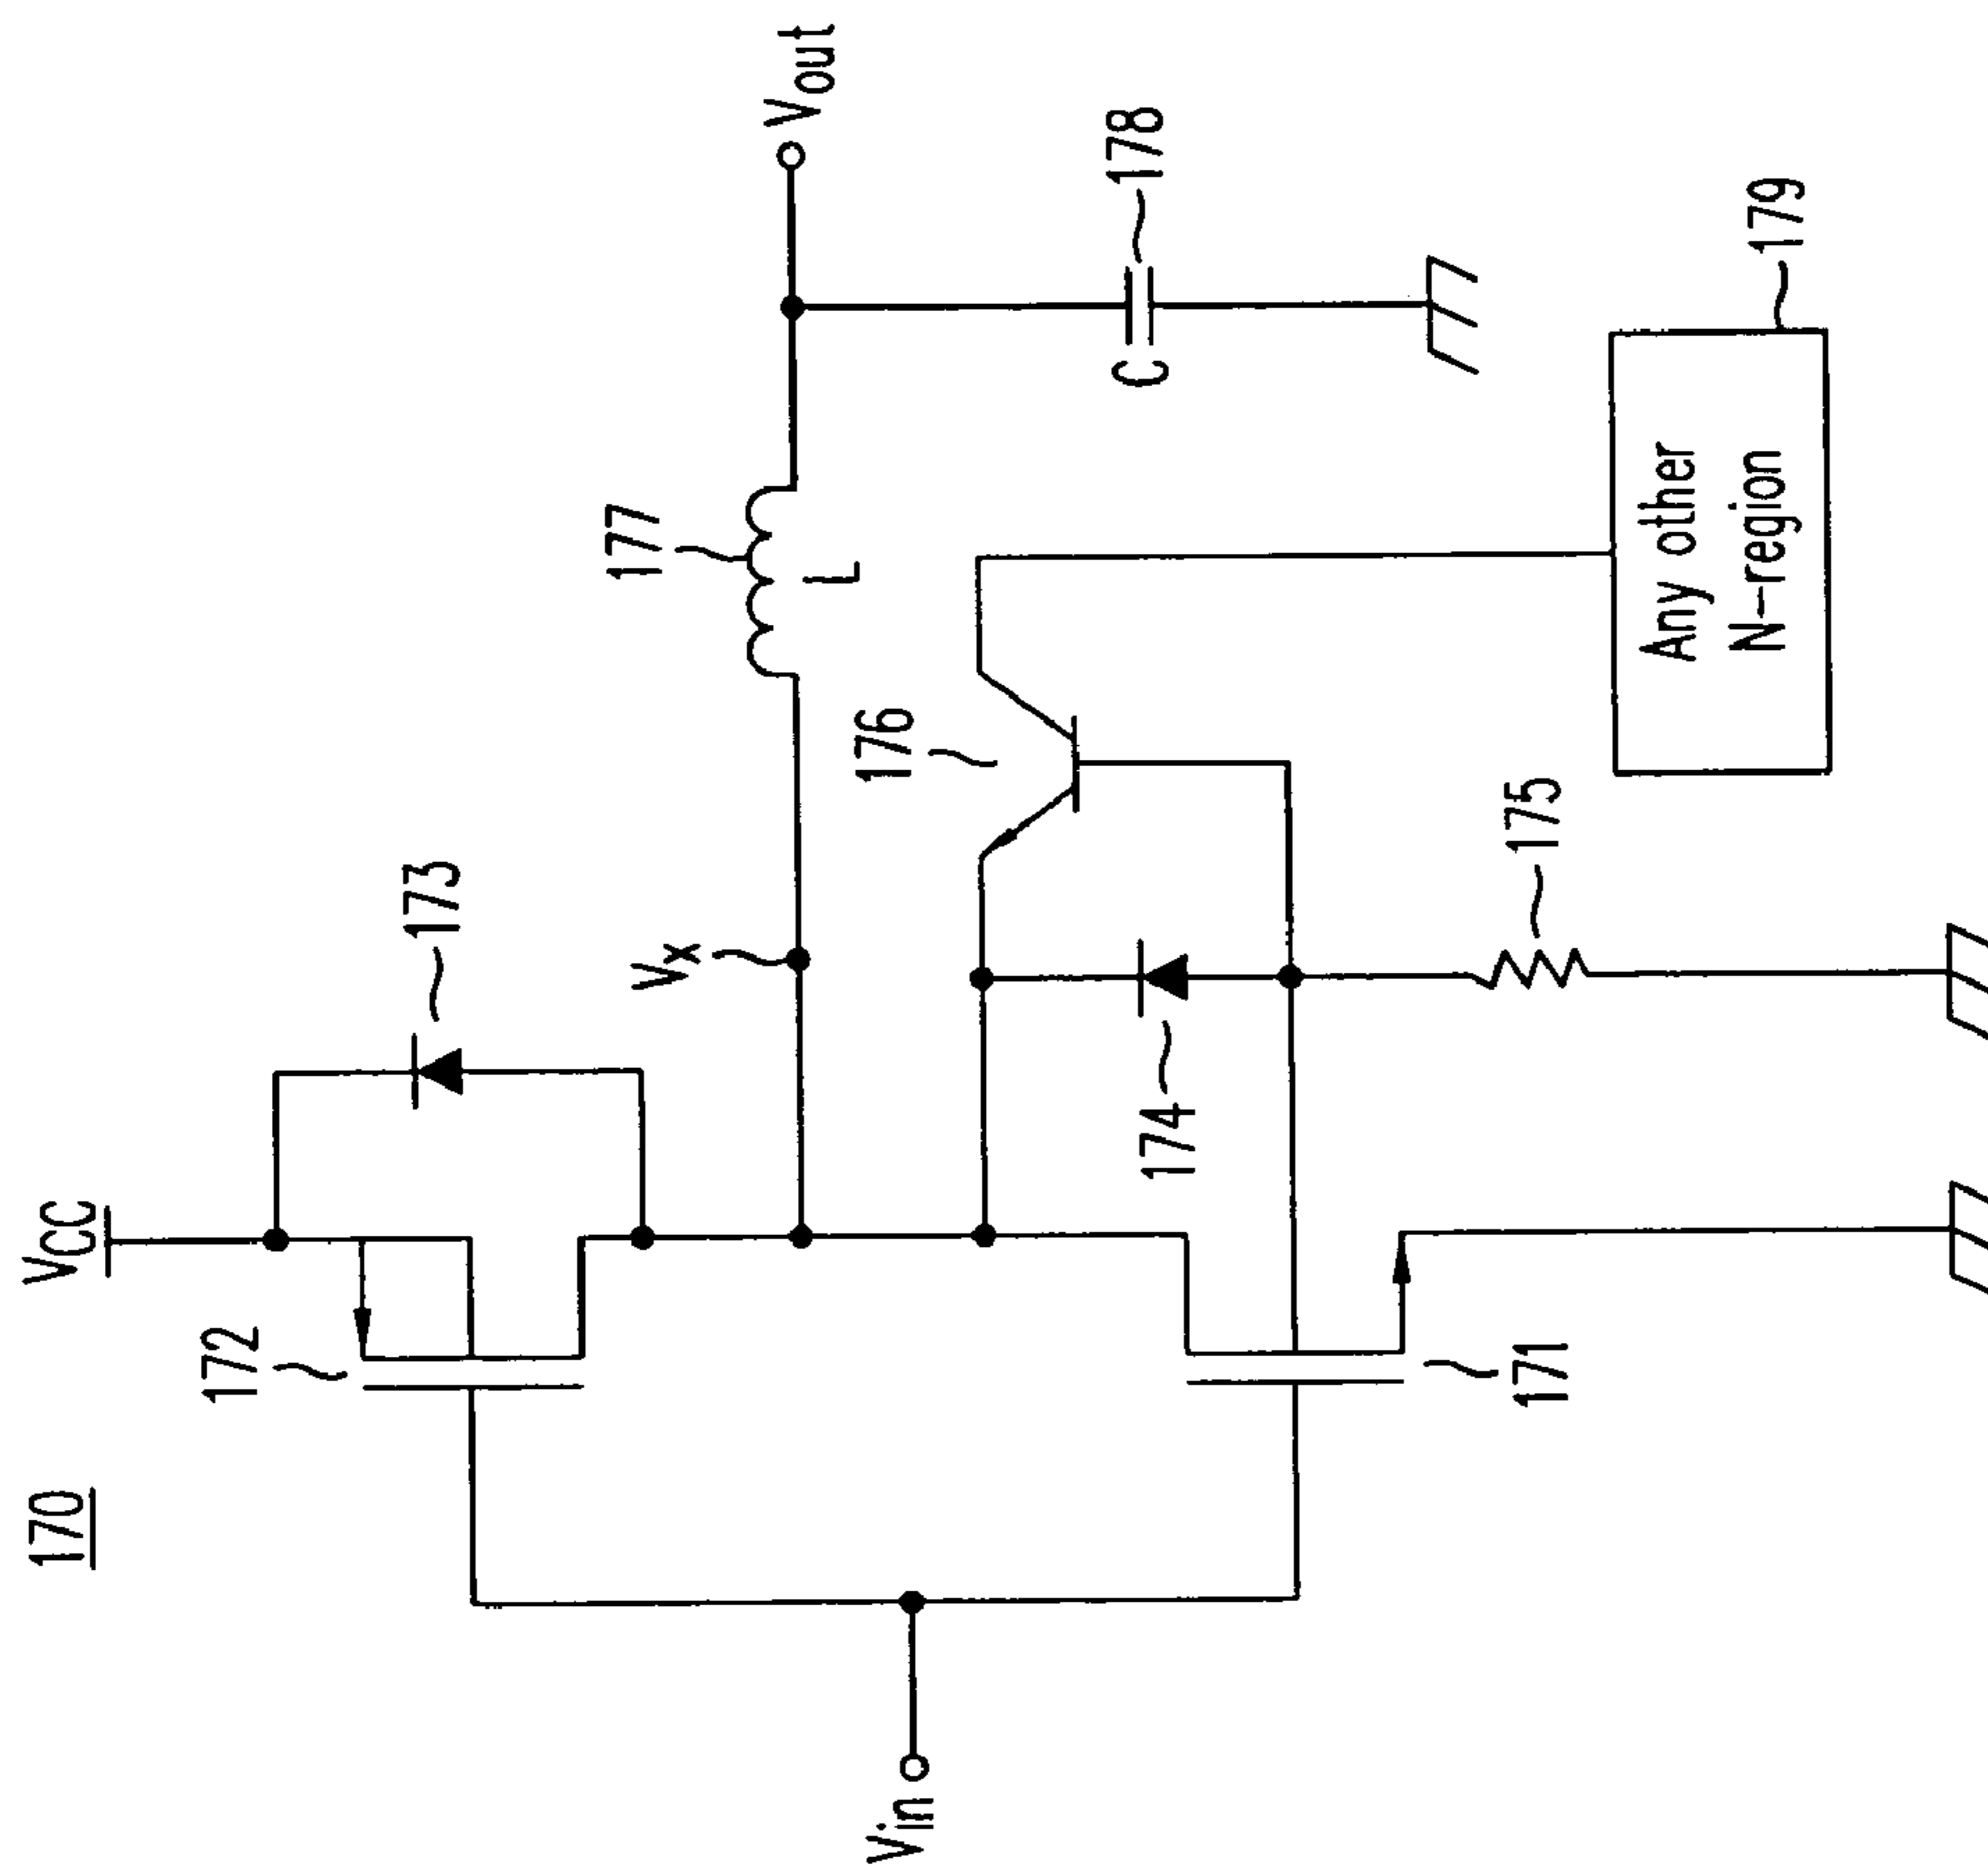 170
VCC
172
173
Vx
177
L
Vout
176
C
178
174
175
Vin
171
Any other
N-region
179